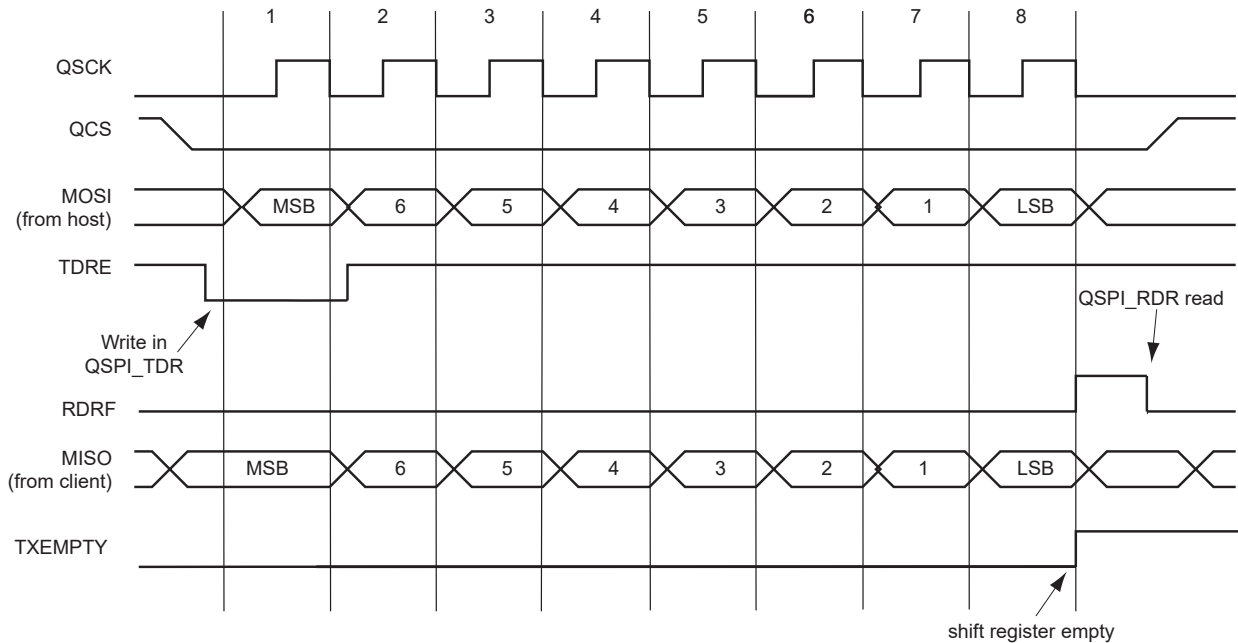 1 2 3 4 5 6 7 8
QSCK
QCS
MOSI
(from host)
MSB 6 5 4 3 2 1 LSB
TDRE
QSPI_RDR read
Write in
QSPI_TDR
RDRF
MISO
(from client)
MSB 6 5 4 3 2 1 LSB
TXEMPTY
shift register empty